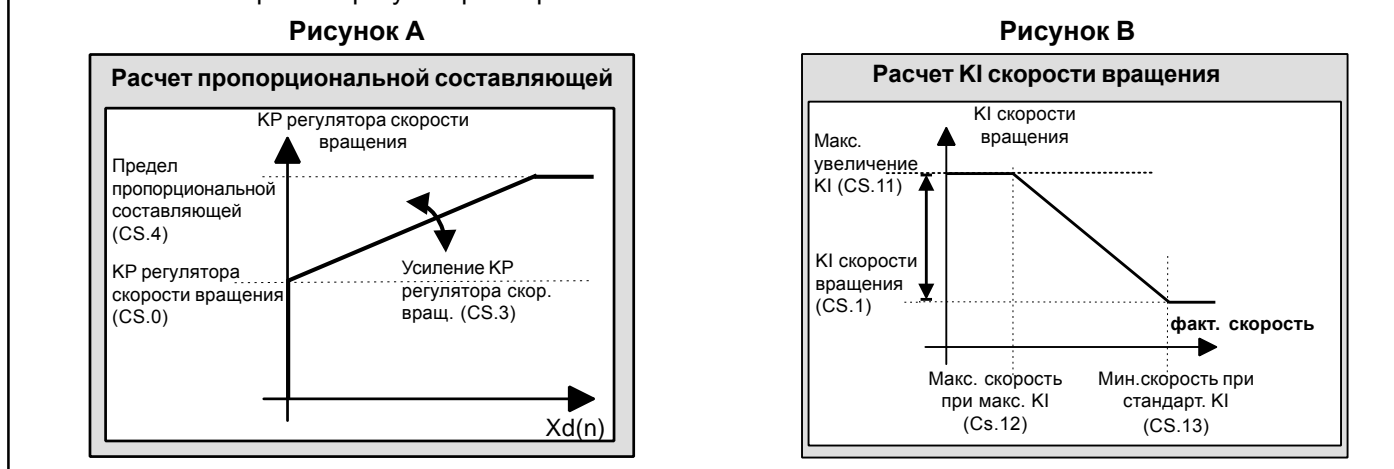 Рисунок A
Расчет пропорциональной составляющей
KP регулятора скорости
вращения
Предел
пропорциональной
составляющей
(CS.4)
KP регулятора
скорости вращения
(CS.0)
Усиление KP
регулятора скор.
вращ. (CS.3)
Xd(n)
Рисунок B
Расчет KI скорости вращения
KI скорости
вращения
Макс.
увеличение
KI (CS.11)
KI скорости
вращения
(CS.1)
факт. скорость
Макс. скорость
при макс. KI
(Cs.12)
Мин.скорость при
стандарт. KI
(CS.13)